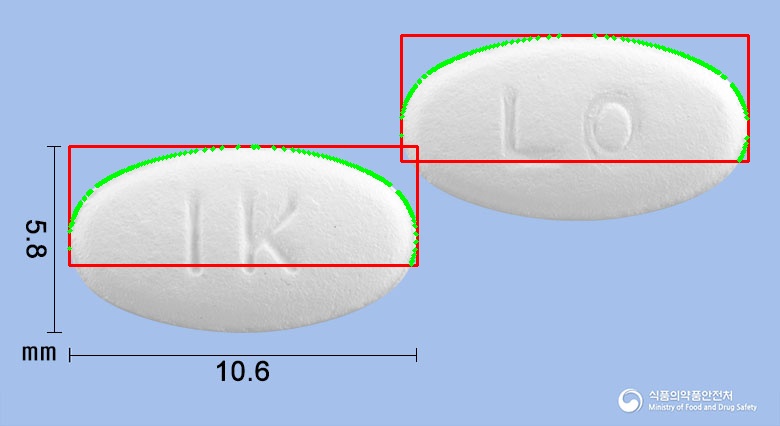 LO
IK
5.8
mm
10.6
식품의약품안전처
Ministry of Food and Drug Safety